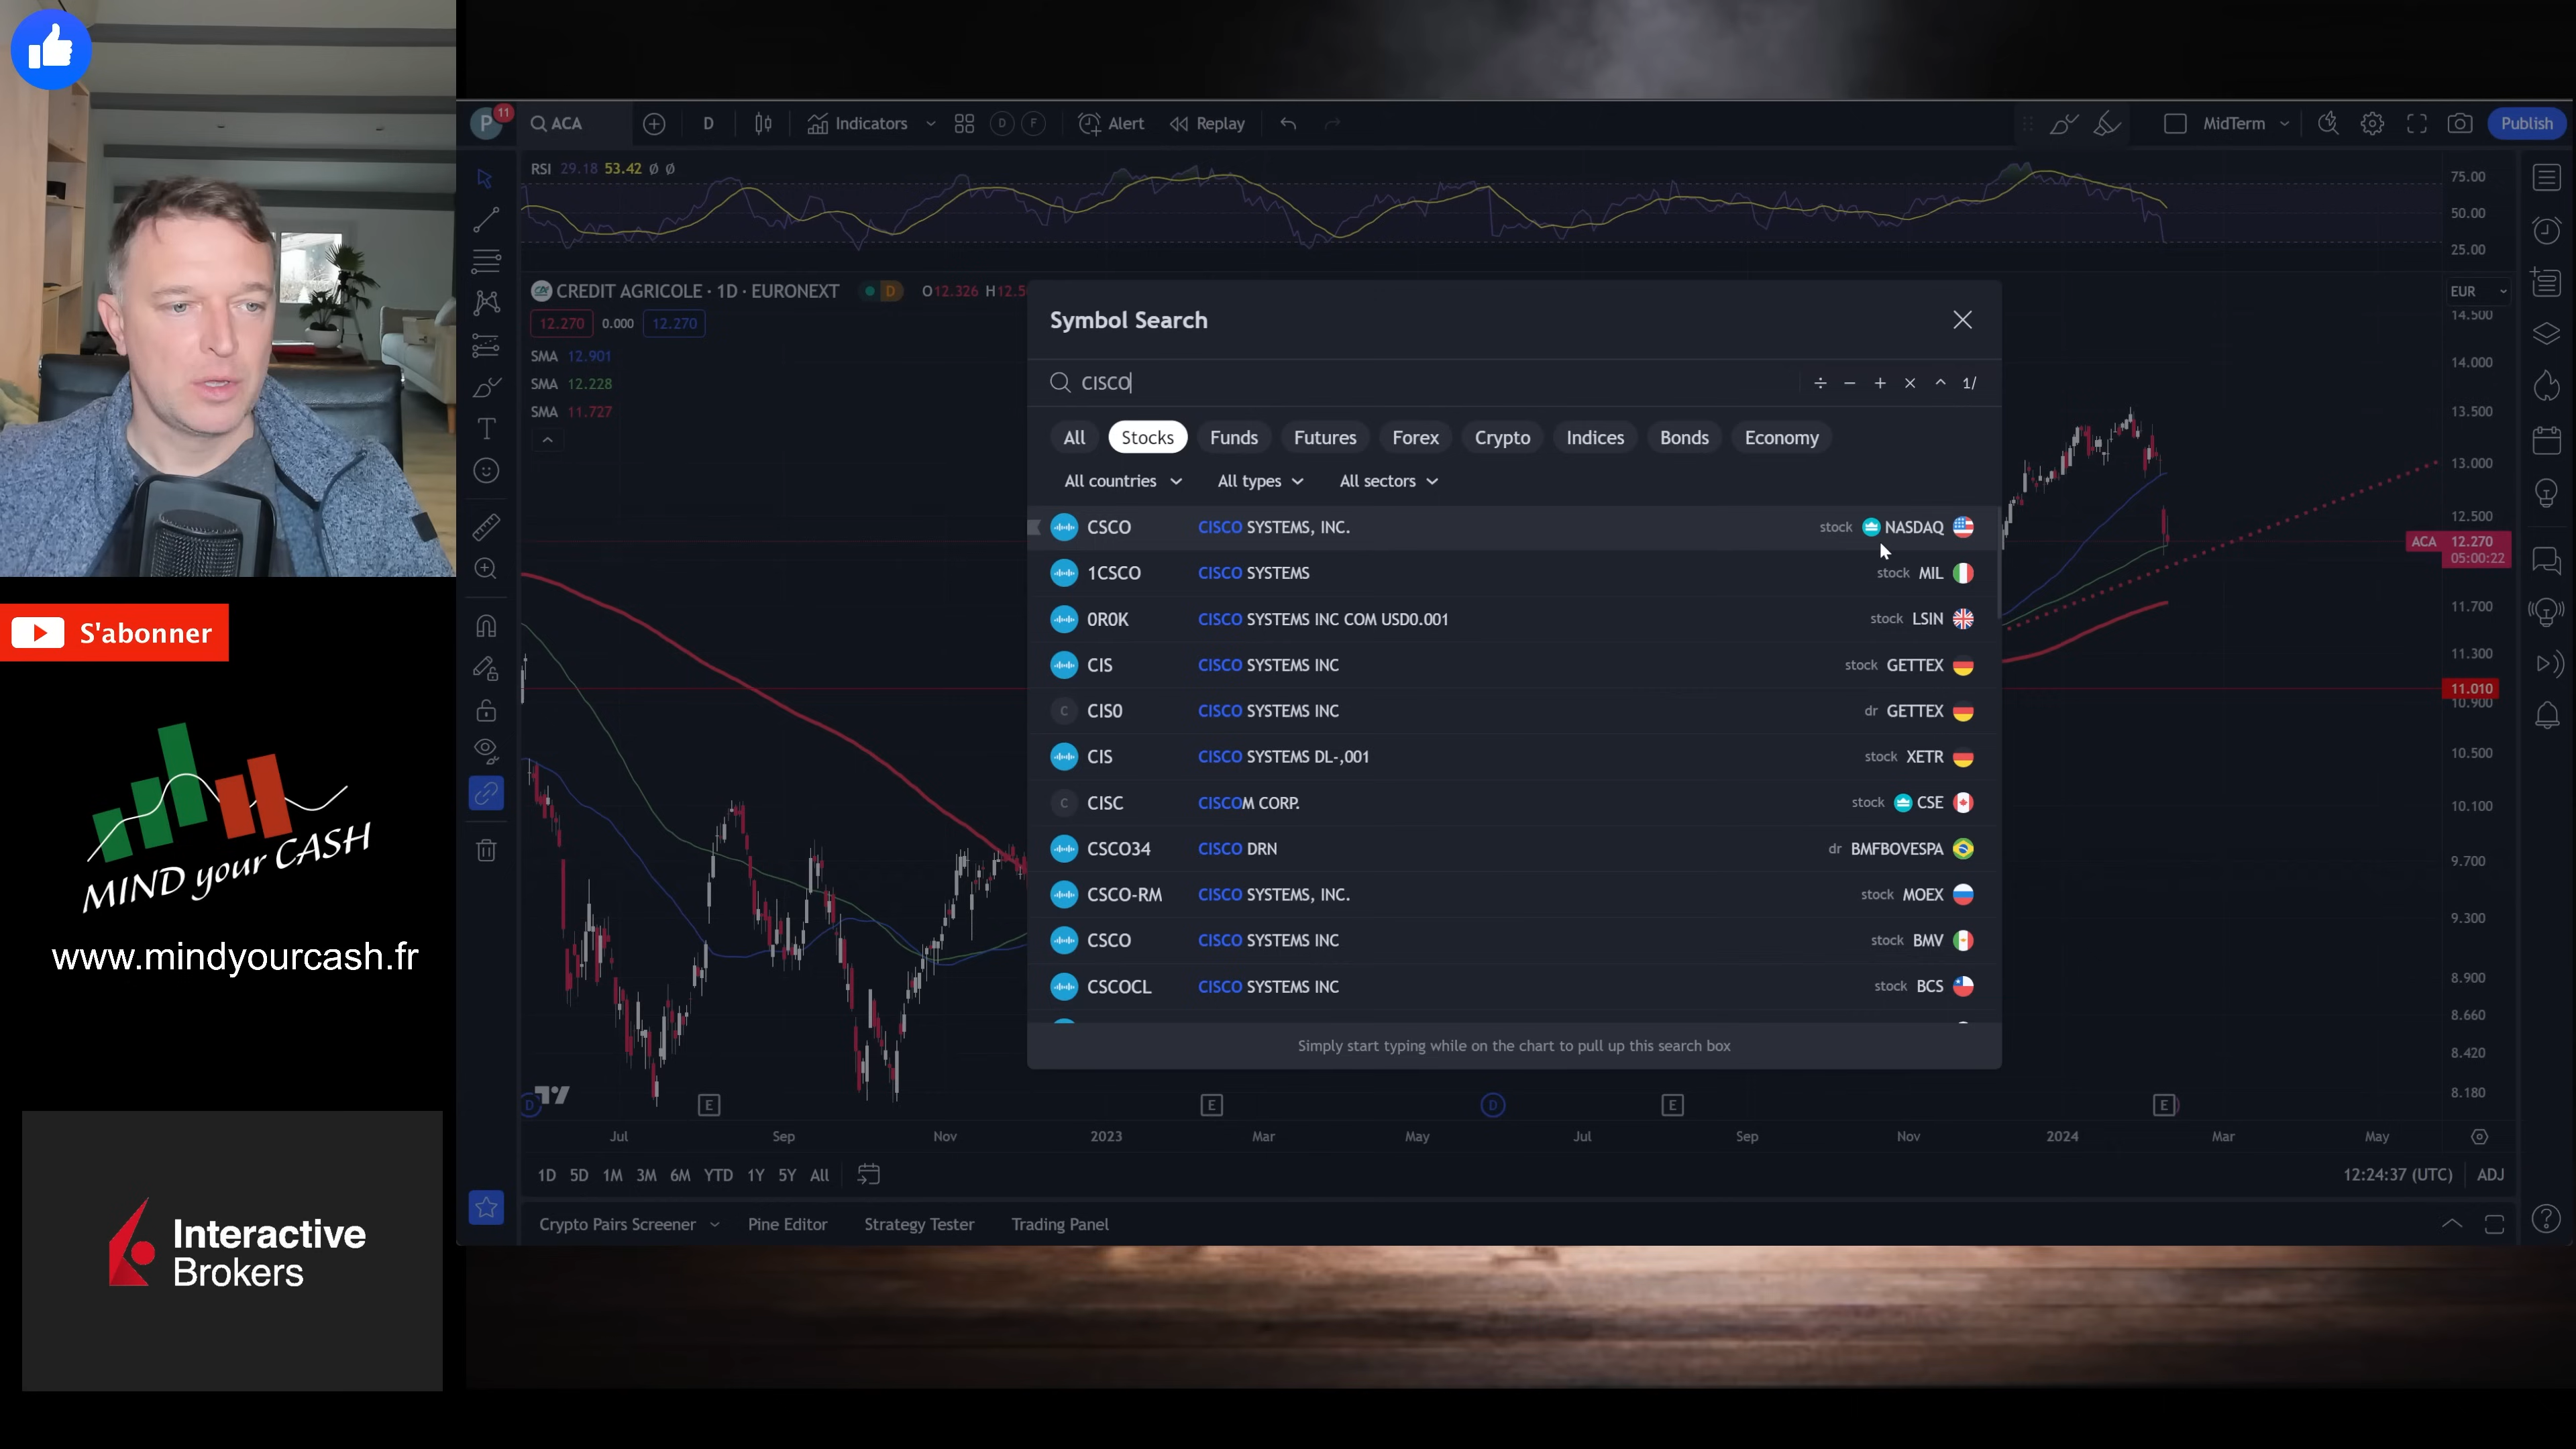 P 11 ACA D Indicators D F Alert Replay MidTerm Publish
RSI 29.18 53.42 ø ø
75.00
50.00
25.00
CREDIT AGRICOLE · 1D · EURONEXT D O12.326 H12.5
EUR
12.270 0.000 12.270
SMA 12.901
SMA 12.228
SMA 11.727
Symbol Search
CISCO ÷ − + × ^ 1/
All Stocks Funds Futures Forex Crypto Indices Bonds Economy
All countries All types All sectors
CSCO CISCO SYSTEMS, INC. stock NASDAQ
1CSCO CISCO SYSTEMS stock MIL
0R0K CISCO SYSTEMS INC COM USD0.001 stock LSIN
CIS CISCO SYSTEMS INC stock GETTEX
C CIS0 CISCO SYSTEMS INC dr GETTEX
CIS CISCO SYSTEMS DL-,001 stock XETR
C CISC CISCOM CORP. stock CSE
CSCO34 CISCO DRN dr BMFBOVESPA
CSCO-RM CISCO SYSTEMS, INC. stock MOEX
CSCO CISCO SYSTEMS INC stock BMV
CSCOCL CISCO SYSTEMS INC stock BCS
Simply start typing while on the chart to pull up this search box
14.500
14.000
13.500
13.000
12.500
ACA 12.270
05:00:22
11.700
11.300
11.010
10.900
10.500
10.100
9.700
9.300
8.900
8.660
8.420
8.180
D E E D E E
Jul Sep Nov 2023 Mar May Jul Sep Nov 2024 Mar May
1D 5D 1M 3M 6M YTD 1Y 5Y All 12:24:37 (UTC) ADJ
Crypto Pairs Screener Pine Editor Strategy Tester Trading Panel
S'abonner
MIND your CASH
www.mindyourcash.fr
Interactive
Brokers